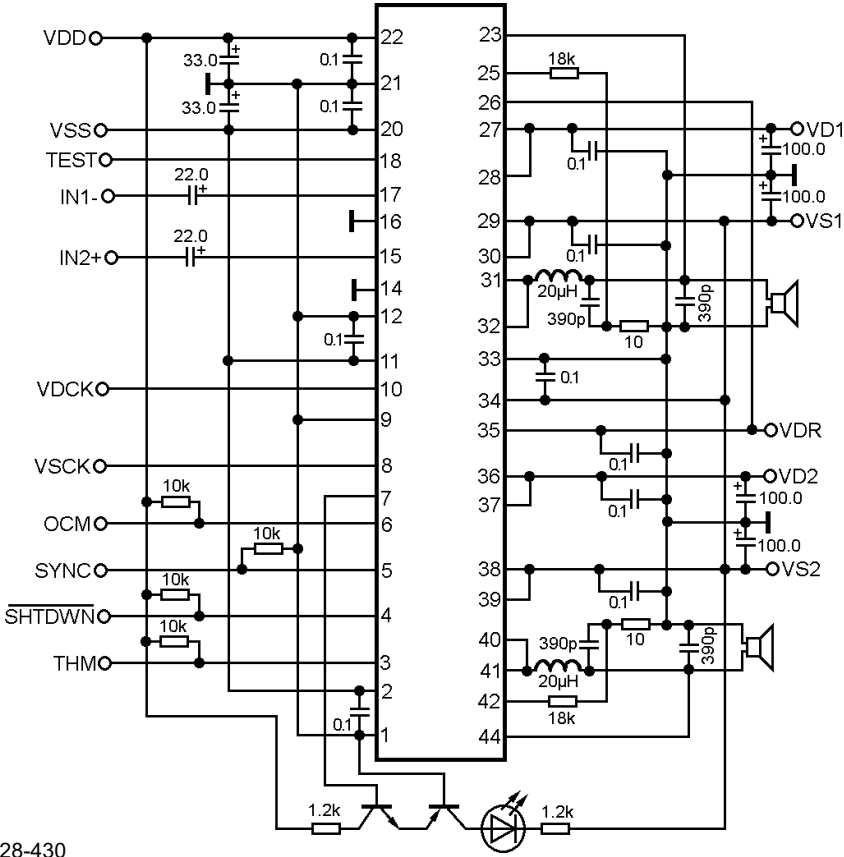 VDD
33.0
+
0.1
22
23
18k
21
25
33.0
+
0.1
26
VSS
20
27
VD1
TEST
18
0.1
+
100.0
22.0
28
+
100.0
IN1-
+
17
16
29
VS1
22.0
0.1
IN2+
+
15
30
14
31
20µH
390p
390p
12
32
10
0.1
11
33
0.1
VDCK
10
34
9
35
VDR
VSCK
8
0.1
10k
7
36
VD2
+
100.0
37
0.1
OCM
6
10k
+
100.0
SYNC
5
38
VS2
10k
39
0.1
SHTDWN
4
10k
40
390p
10
390p
THM
3
41
20µH
2
42
18k
0.1
1
44
1.2k
1.2k
28-430